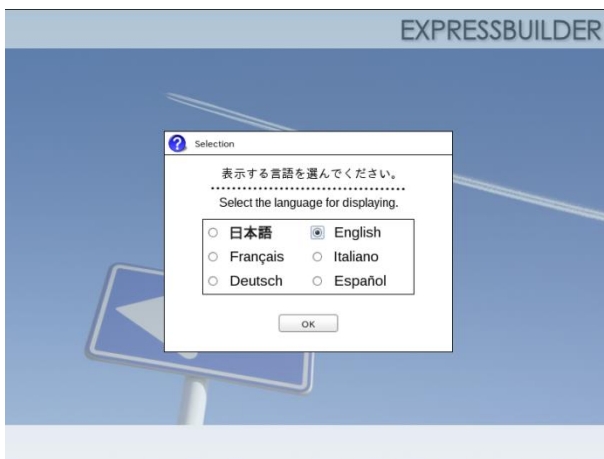 EXPRESSBUILDER
Selection
表示する言語を選んでください。
Select the language for displaying.
日本語 English
Français Italiano
Deutsch Español
OK